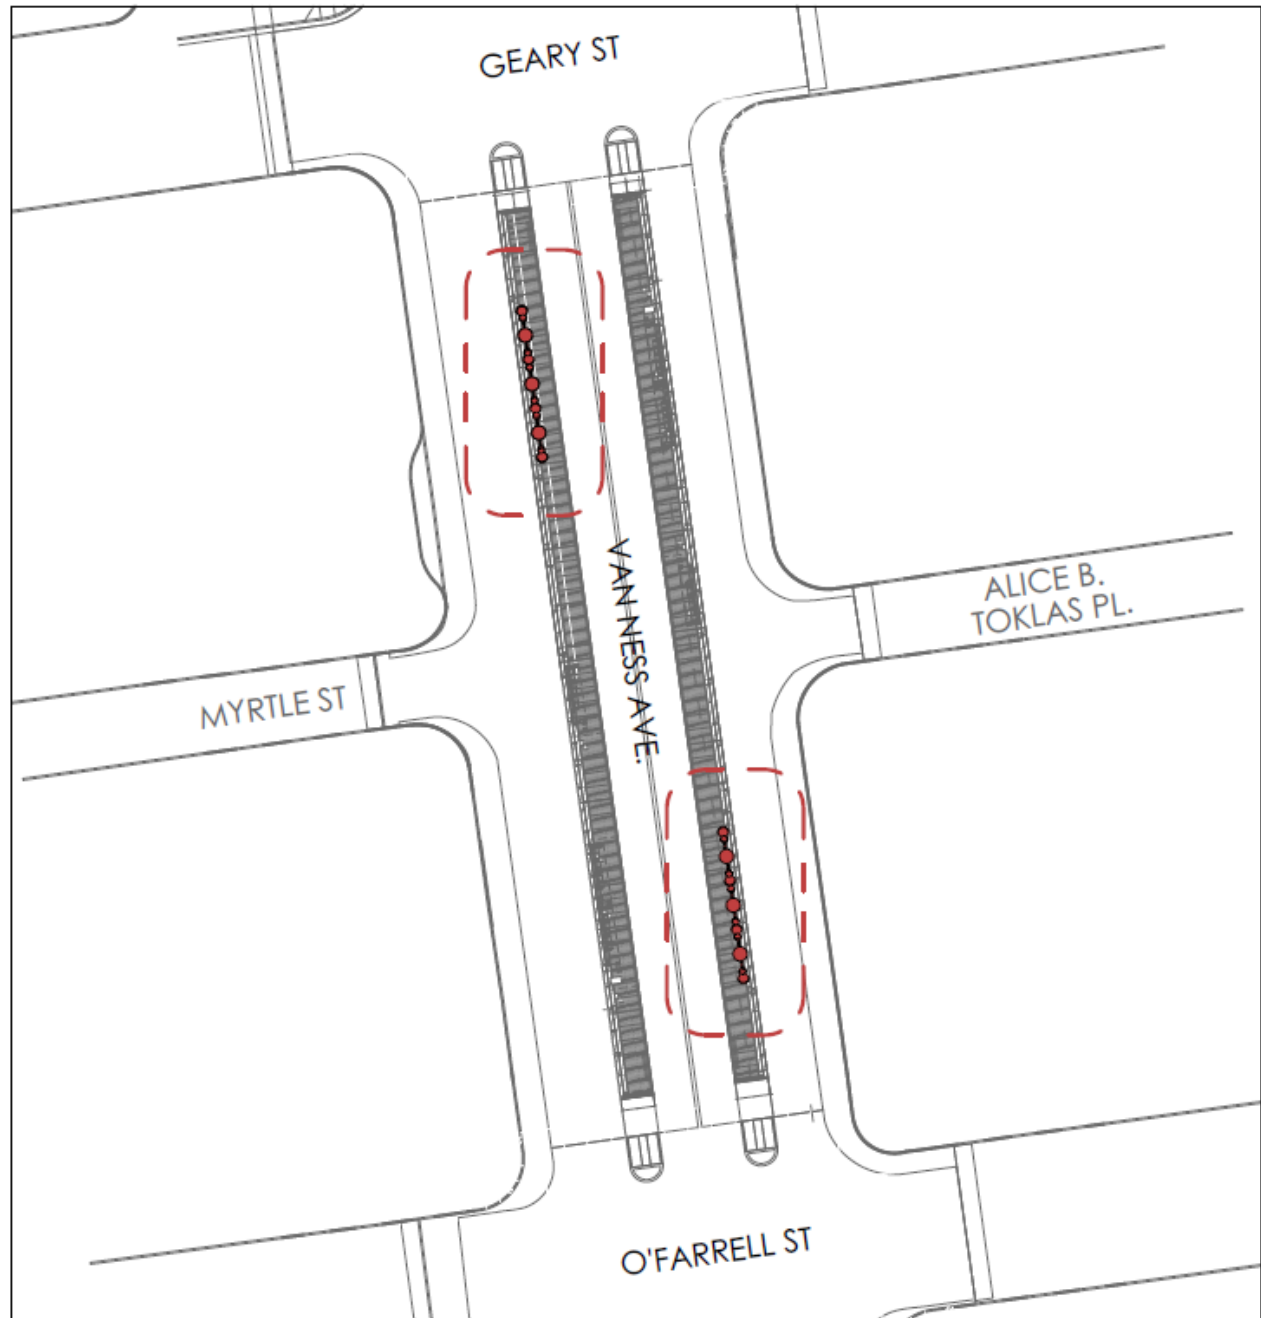 GEARY ST
VAN NESS AVE.
ALICE B.
TOKLAS PL.
MYRTLE ST
O'FARRELL ST